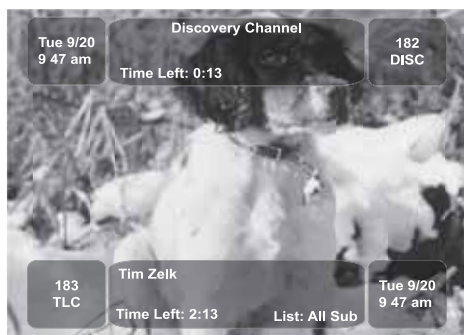 Tue 9/20
9 47 am
Discovery Channel
Time Left: 0:13
182
DISC
183
TLC
Tim Zelk
Time Left: 2:13
List: All Sub
Tue 9/20
9 47 am